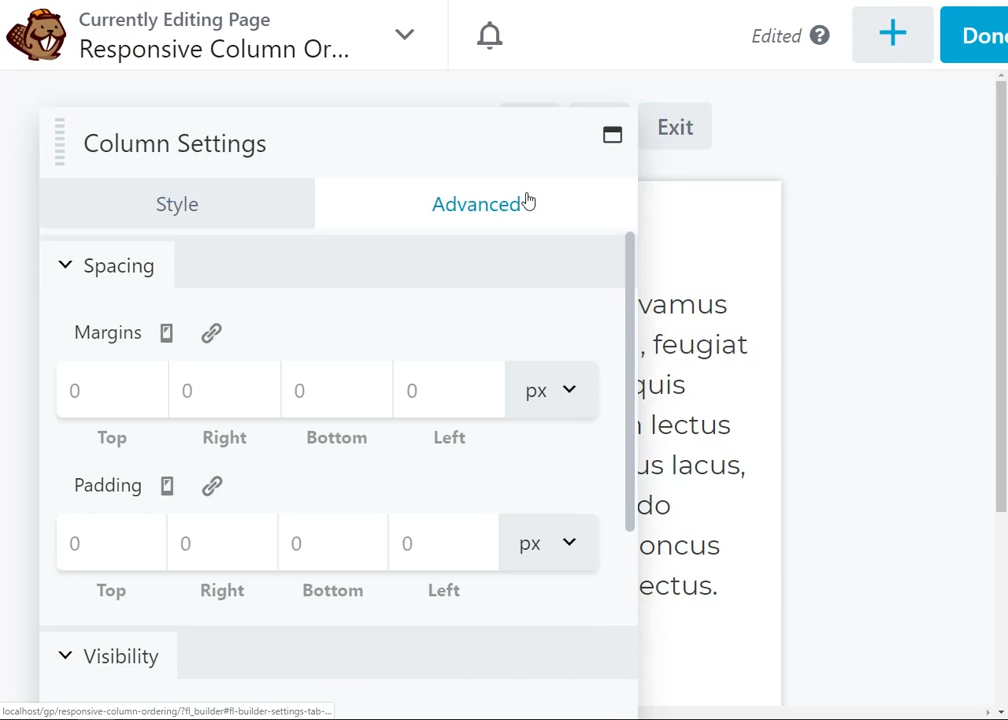 Currently Editing Page
Responsive Column Or...
Edited
Done
Exit
Column Settings
Style
Advanced
Spacing
Margins
0 0 0 0 px
Top Right Bottom Left
Padding
0 0 0 0 px
Top Right Bottom Left
Visibility
vamus
, feugiat
quis
lectus
us lacus,
do
oncus
ectus.
localhost/gp/responsive-column-ordering/?fl_builder#fl-builder-settings-tab-...